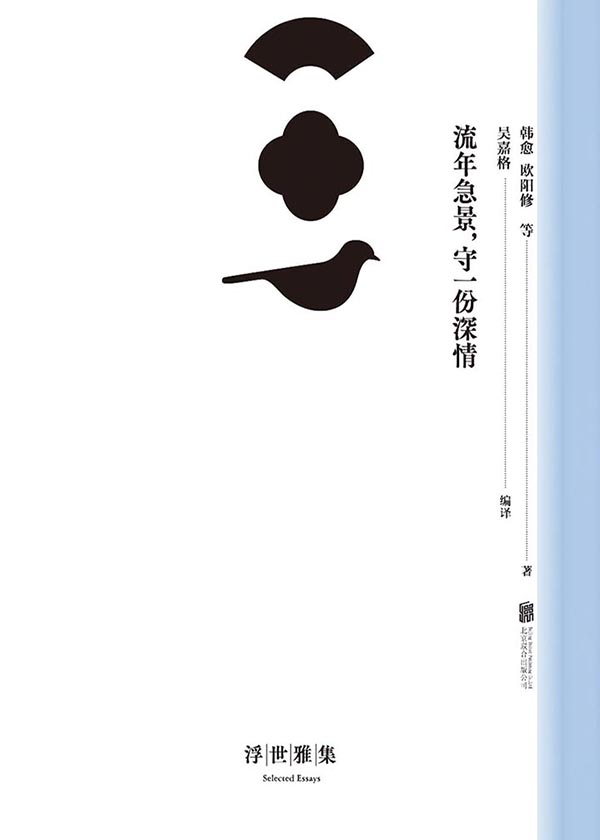 韩愈 欧阳修 等 著
吴嘉格 编译
流年急景，守一份深情
北京联合出版公司
浮世雅集
Selected Essays